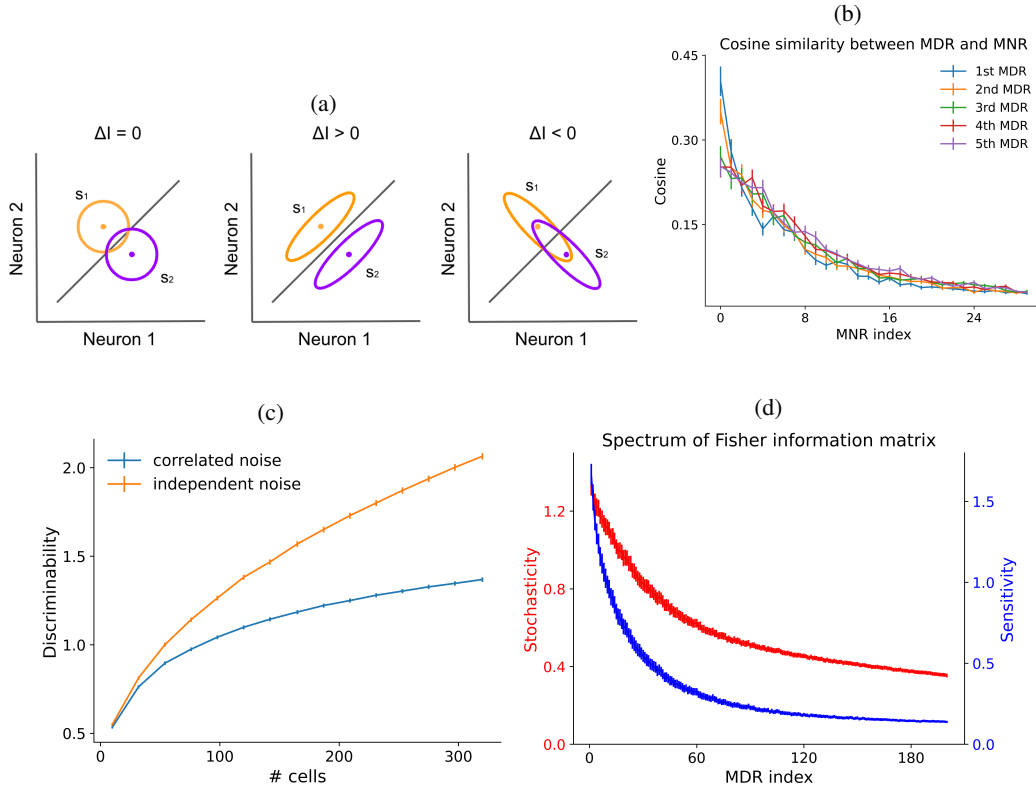 (a)
ΔI = 0
ΔI > 0
ΔI < 0
S1
S2
Neuron 2
Neuron 1
S1
S2
Neuron 2
Neuron 1
S1
S2
Neuron 2
Neuron 1
(b)
Cosine similarity between MDR and MNR
0.45
0.30
0.15
Cosine
1st MDR
2nd MDR
3rd MDR
4th MDR
5th MDR
0 8 16 24
MNR index
(c)
2.0
1.5
1.0
0.5
Discriminability
correlated noise
independent noise
0 100 200 300
# cells
(d)
Spectrum of Fisher information matrix
1.2
0.8
0.4
0.0
Stochasticity
1.5
1.0
0.5
0.0
Sensitivity
0 60 120 180
MDR index